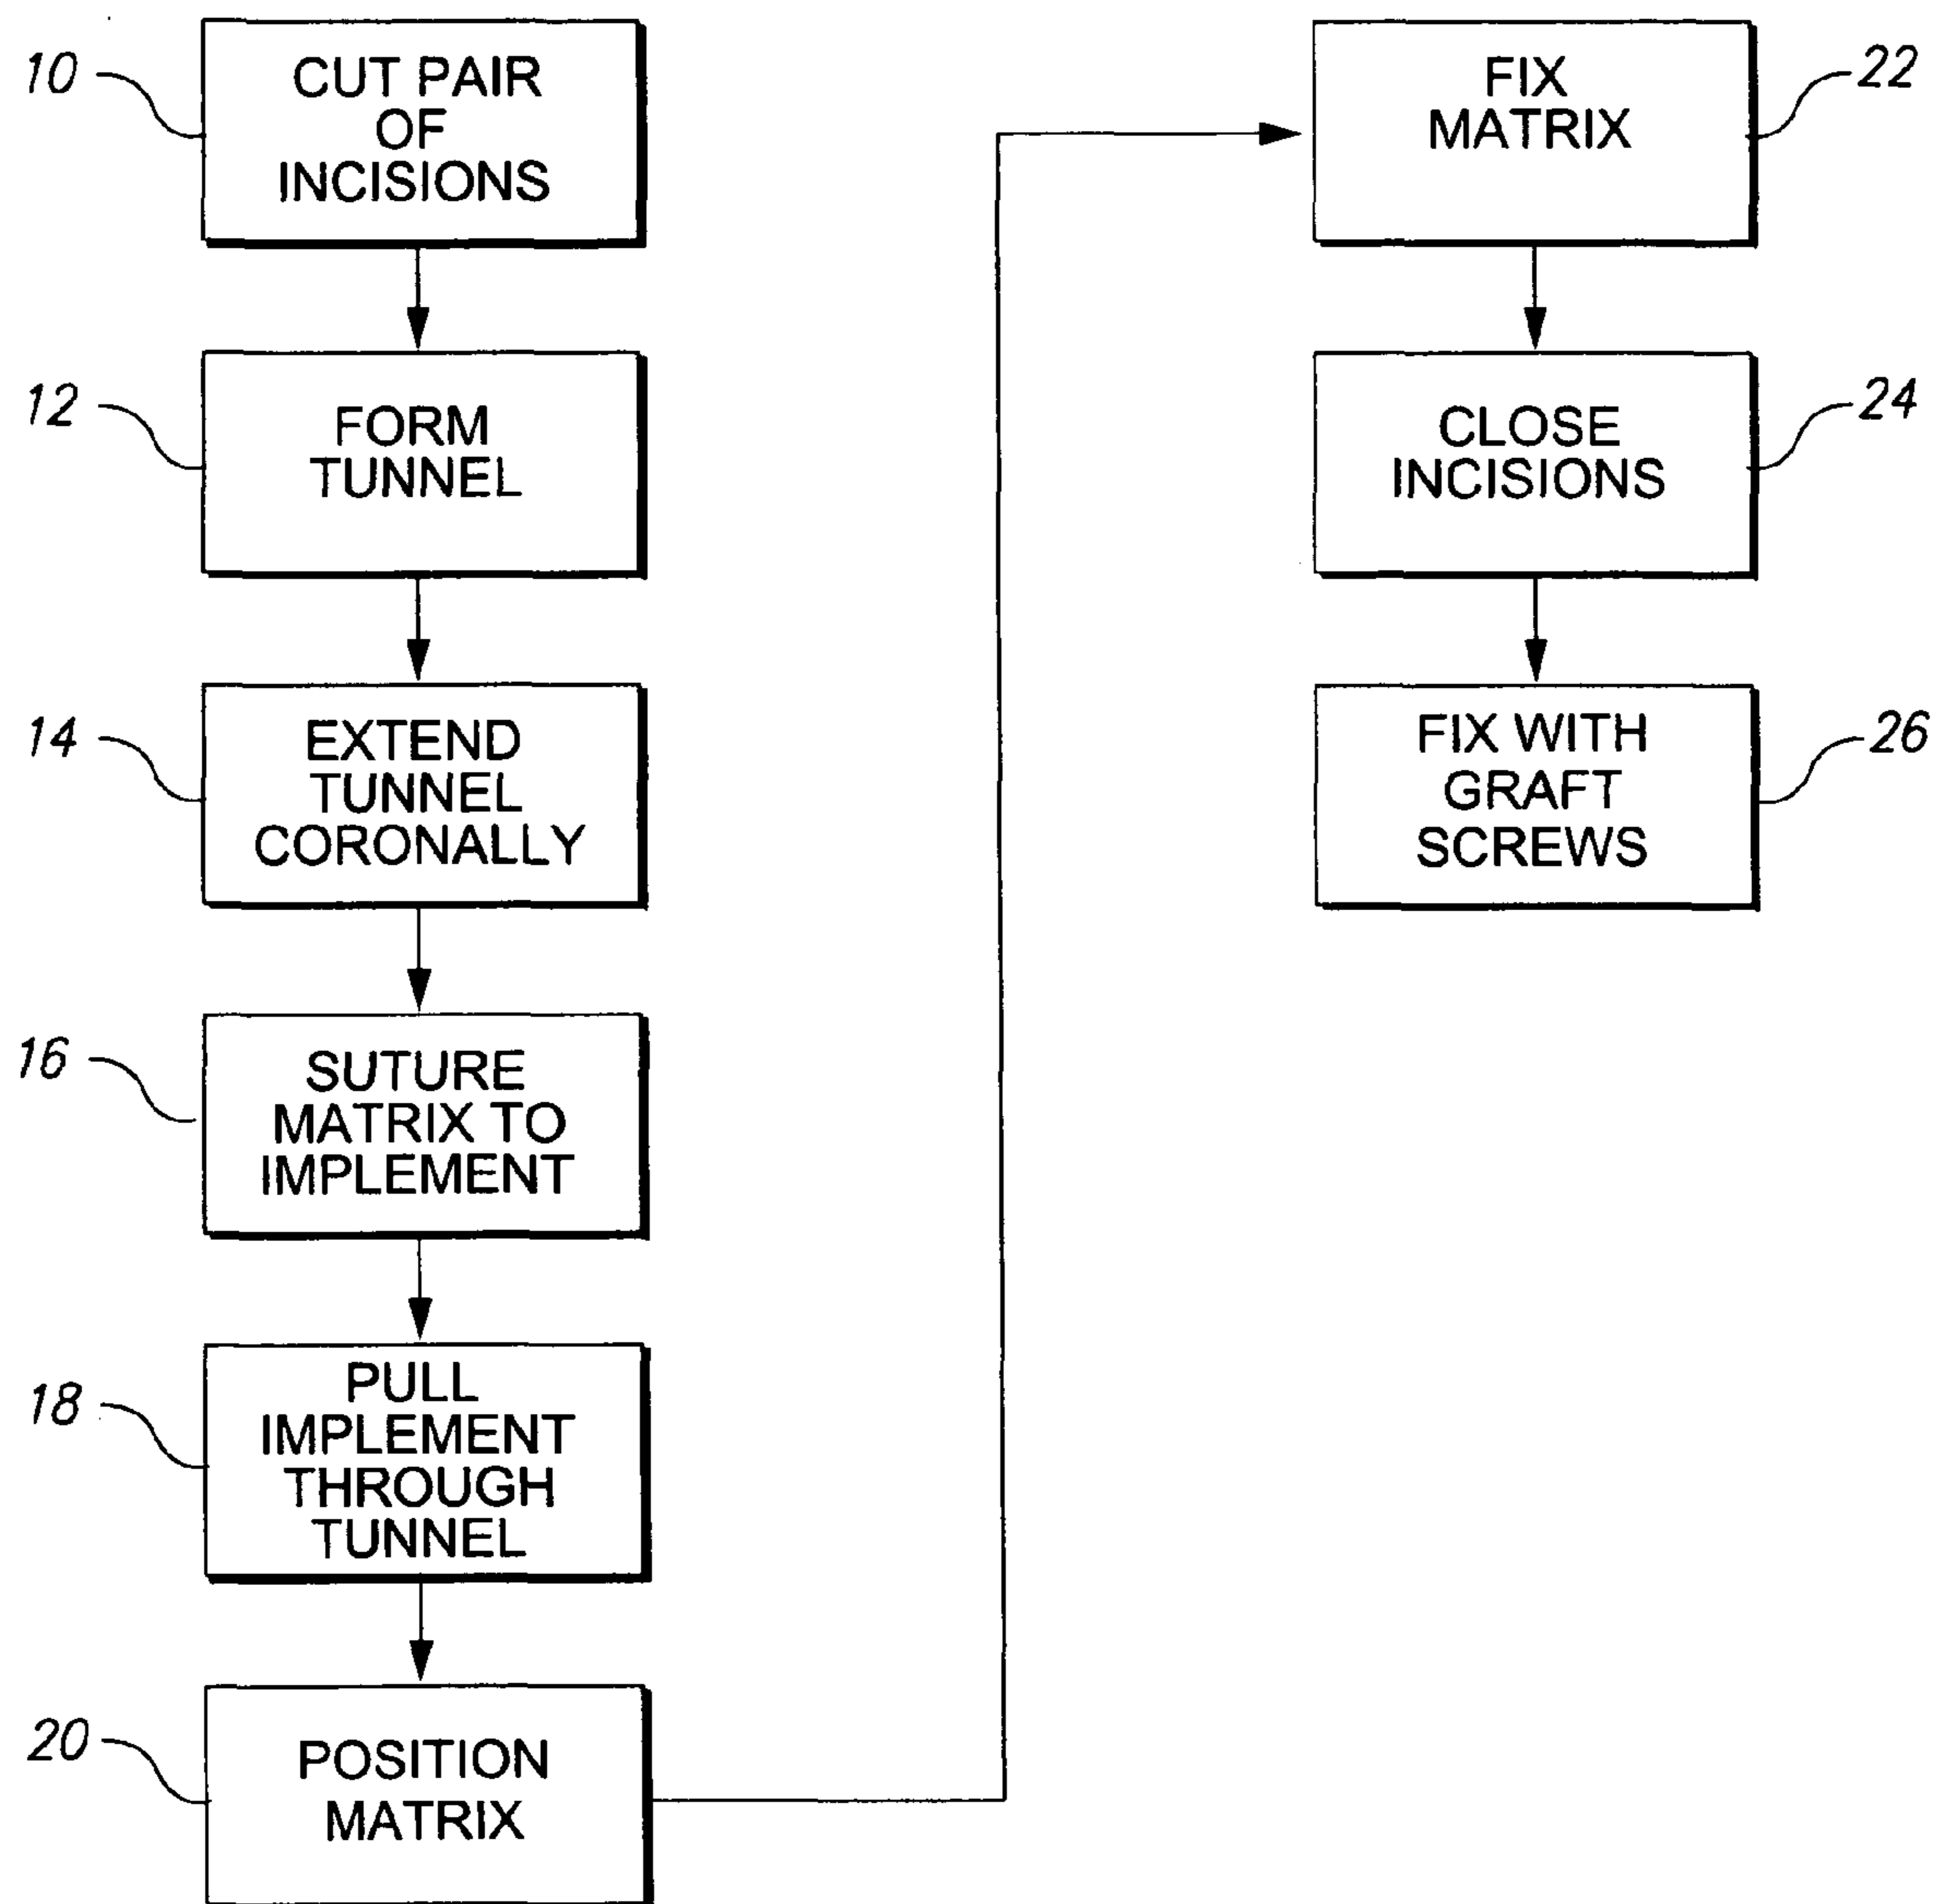 10
CUT PAIR
OF
INCISIONS
12
FORM
TUNNEL
14
EXTEND
TUNNEL
CORONALLY
16
SUTURE
MATRIX TO
IMPLEMENT
18
PULL
IMPLEMENT
THROUGH
TUNNEL
20
POSITION
MATRIX
FIX
MATRIX
22
CLOSE
INCISIONS
24
FIX WITH
GRAFT
SCREWS
26